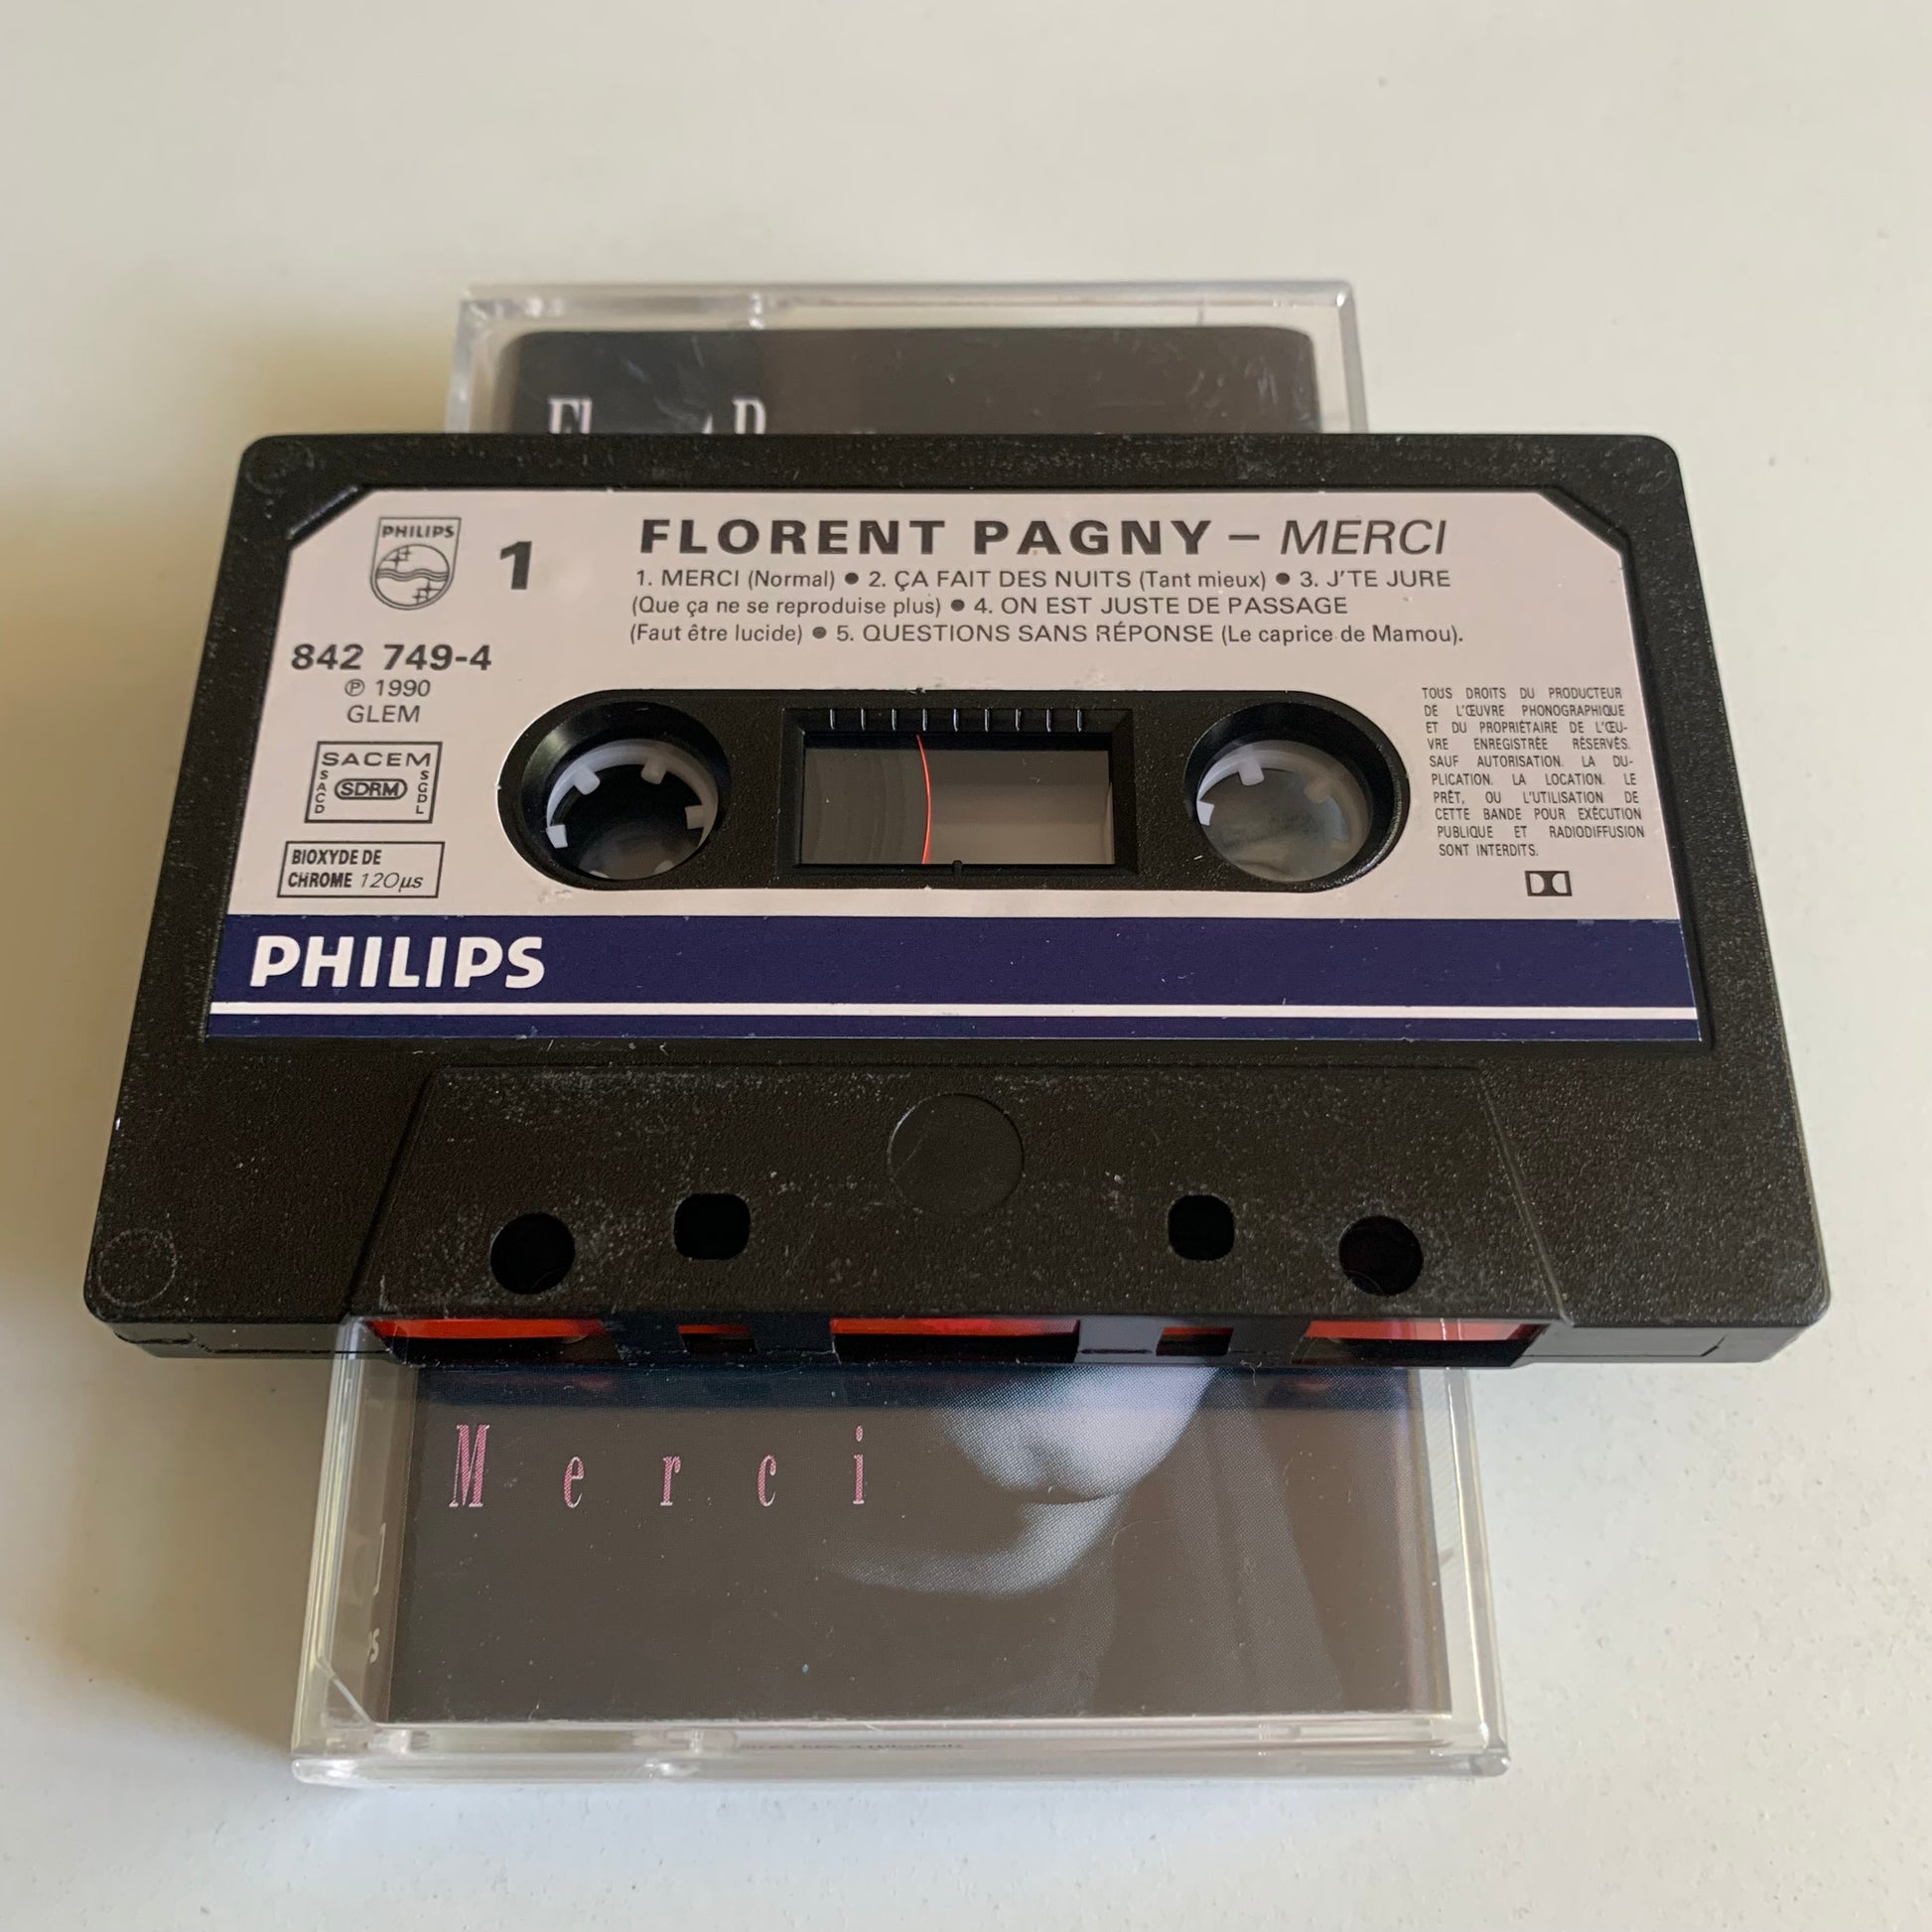 PHILIPS
1
FLORENT PAGNY – MERCI
1. MERCI (Normal) ● 2. ÇA FAIT DES NUITS (Tant mieux) ● 3. J'TE JURE
(Que ça ne se reproduise plus) ● 4. ON EST JUSTE DE PASSAGE
(Faut être lucide) ● 5. QUESTIONS SANS RÉPONSE (Le caprice de Mamou).
842 749-4
℗ 1990
GLEM
SACEM
SACD
SDRM
SGDL
BIOXYDE DE
CHROME 120µs
TOUS DROITS DU PRODUCTEUR
DE L'ŒUVRE PHONOGRAPHIQUE
ET DU PROPRIÉTAIRE DE L'ŒU-
VRE ENREGISTRÉE RÉSERVÉS.
SAUF AUTORISATION. LA DU-
PLICATION. LA LOCATION. LE
PRÊT, OU L'UTILISATION DE
CETTE BANDE POUR EXÉCUTION
PUBLIQUE ET RADIODIFFUSION
SONT INTERDITS.
PHILIPS
Merci